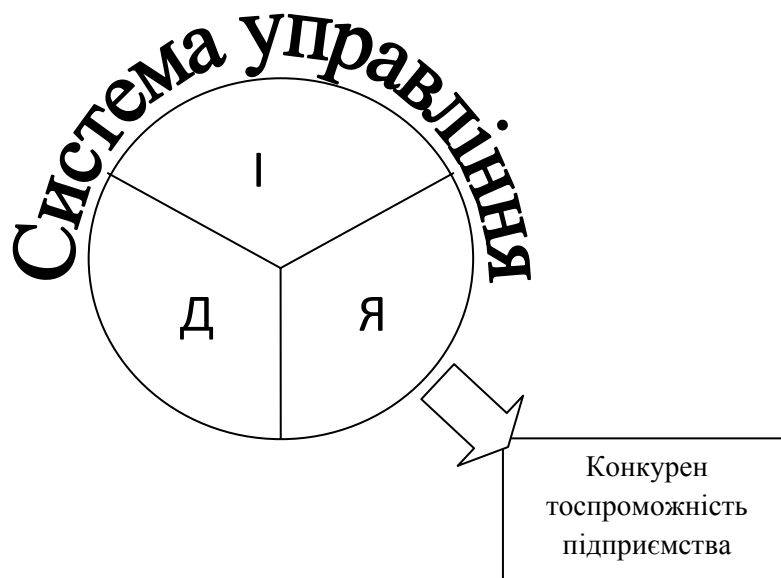 Система управління
І
Д Я
Конкурен
тоспроможність
підприємства